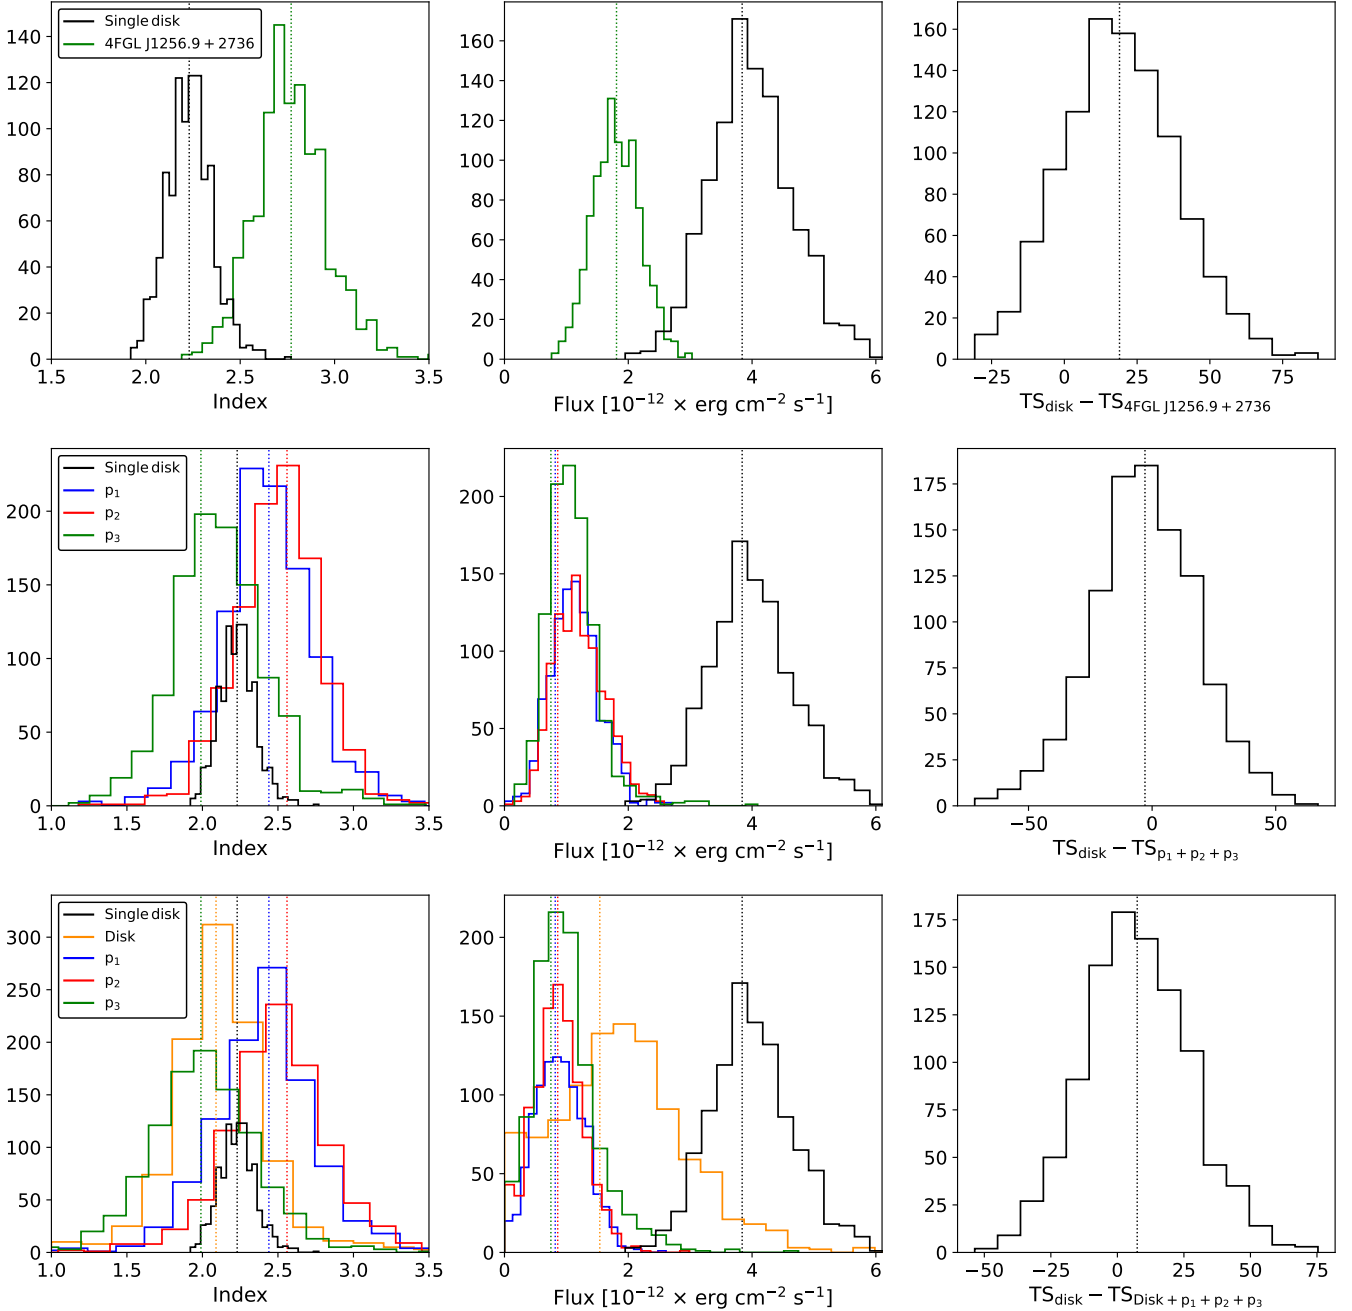 Single disk
4FGL J1256.9 + 2736
0 20 40 60 80 100 120 140
1.5 2.0 2.5 3.0 3.5
Index
0 20 40 60 80 100 120 140 160
0 2 4 6
Flux [10⁻¹² × erg cm⁻² s⁻¹]
0 20 40 60 80 100 120 140 160
−25 0 25 50 75
TS_disk − TS_4FGL J1256.9 + 2736
Single disk
p₁
p₂
p₃
0 50 100 150 200
1.0 1.5 2.0 2.5 3.0 3.5
Index
0 50 100 150 200
0 2 4 6
Flux [10⁻¹² × erg cm⁻² s⁻¹]
0 25 50 75 100 125 150 175
−50 0 50
TS_disk − TS_p₁ + p₂ + p₃
Single disk
Disk
p₁
p₂
p₃
0 50 100 150 200 250 300
1.0 1.5 2.0 2.5 3.0 3.5
Index
0 50 100 150 200
0 2 4 6
Flux [10⁻¹² × erg cm⁻² s⁻¹]
0 25 50 75 100 125 150 175
−50 −25 0 25 50 75
TS_disk − TS_Disk + p₁ + p₂ + p₃